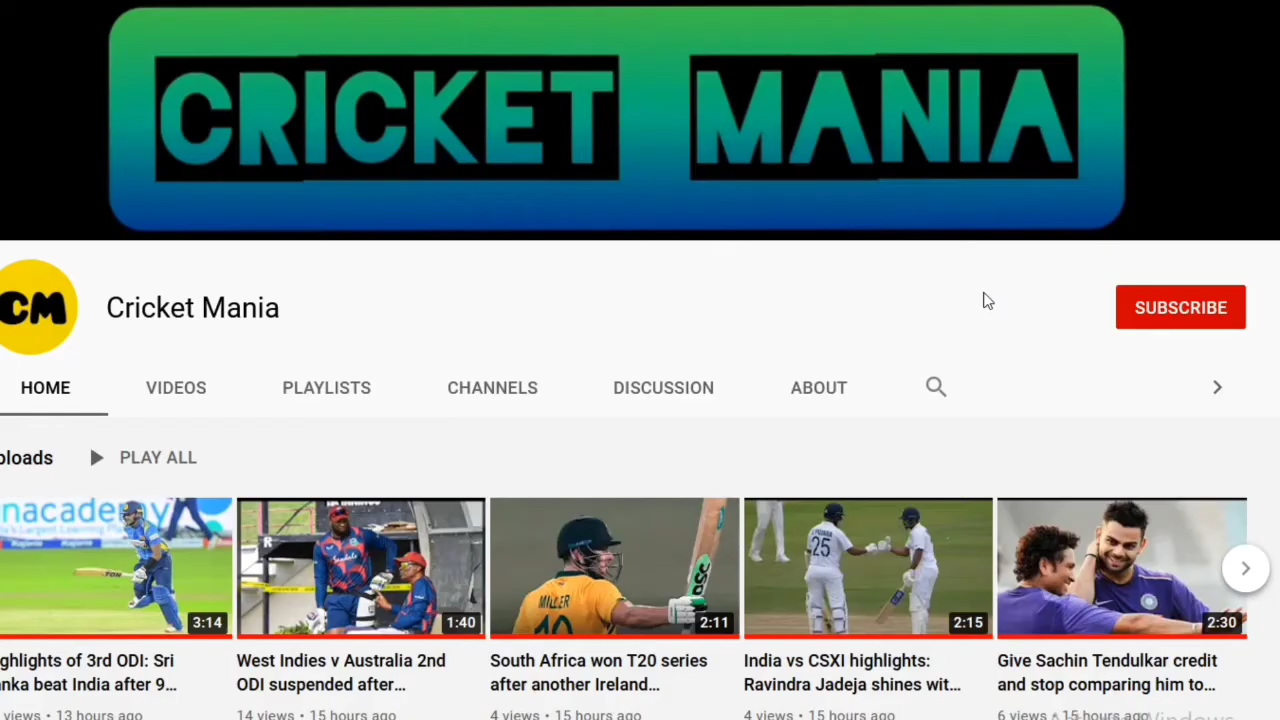 CRICKET MANIA
CM
Cricket Mania
SUBSCRIBE
HOME VIDEOS PLAYLISTS CHANNELS DISCUSSION ABOUT
ploads PLAY ALL
nacademy
MILLER
25
3:14
1:40
2:11
2:15
2:30
ghlights of 3rd ODI: Sri
nka beat India after 9...
West Indies v Australia 2nd
ODI suspended after...
South Africa won T20 series
after another Ireland...
India vs CSXI highlights:
Ravindra Jadeja shines wit...
Give Sachin Tendulkar credit
and stop comparing him to...
views • 13 hours ago
14 views • 15 hours ago
4 views • 15 hours ago
4 views • 15 hours ago
6 views • 15 hours ago